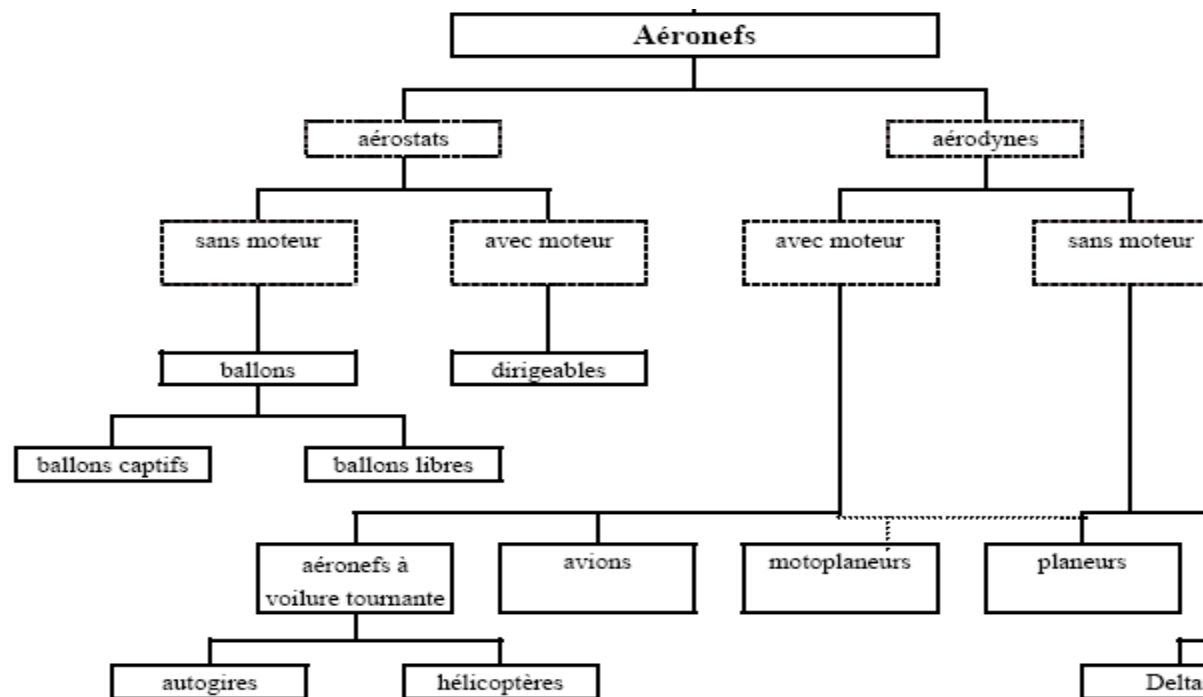 Aéronefs
aérostats
aérodynes
sans moteur
avec moteur
avec moteur
sans moteur
ballons
dirigeables
ballons captifs
ballons libres
aéronefs à
voilure tournante
avions
motoplaneurs
planeurs
autogires
hélicoptères
Delta